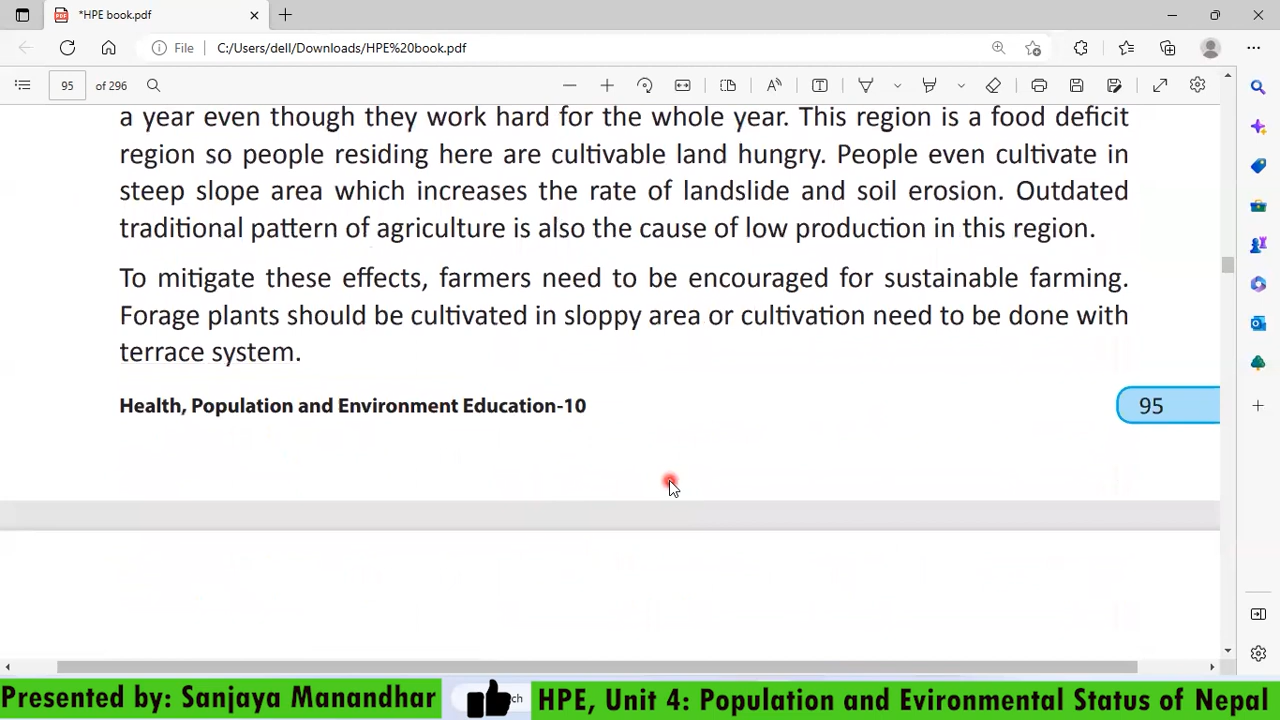 *HPE book.pdf
File C:/Users/dell/Downloads/HPE%20book.pdf
95 of 296
a year even though they work hard for the whole year. This region is a food deficit
region so people residing here are cultivable land hungry. People even cultivate in
steep slope area which increases the rate of landslide and soil erosion. Outdated
traditional pattern of agriculture is also the cause of low production in this region.
To mitigate these effects, farmers need to be encouraged for sustainable farming.
Forage plants should be cultivated in sloppy area or cultivation need to be done with
terrace system.
Health, Population and Environment Education-10
95
Presented by: Sanjaya Manandhar
HPE, Unit 4: Population and Evironmental Status of Nepal